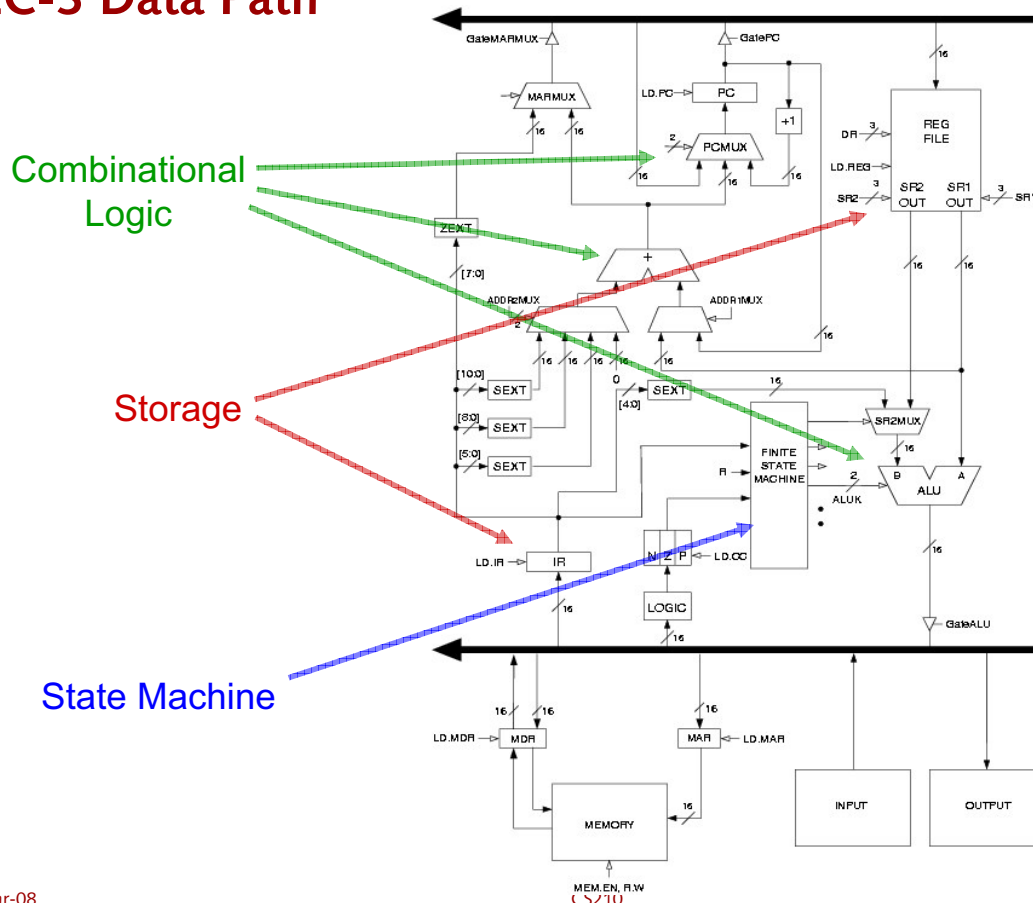 C-3 Data Path
GateMARMUX
GatePC
16
MARMUX
LD.PC
PC
+1
REG
FILE
DR
3
16
16
2
PCMUX
LD.REG
16
16
16
SR2
3
SR2
OUT
SR1
OUT
3
SR1
Combinational
Logic
ZEXT
+
[7:0]
16
16
ADDR2MUX
2
ADDR1MUX
16
16
16
16
16
16
0
[10:0]
SEXT
[4:0]
SEXT
16
Storage
[8:0]
SEXT
SR2MUX
16
[5:0]
SEXT
FINITE
STATE
MACHINE
R
2
ALUK
B
A
ALU
16
LD.IR
IR
N Z P
LD.CC
16
LOGIC
16
GateALU
State Machine
16
16
16
LD.MDR
MDR
MAR
LD.MAR
16
MEMORY
INPUT
OUTPUT
MEM.EN, R.W
ar-08
CS210